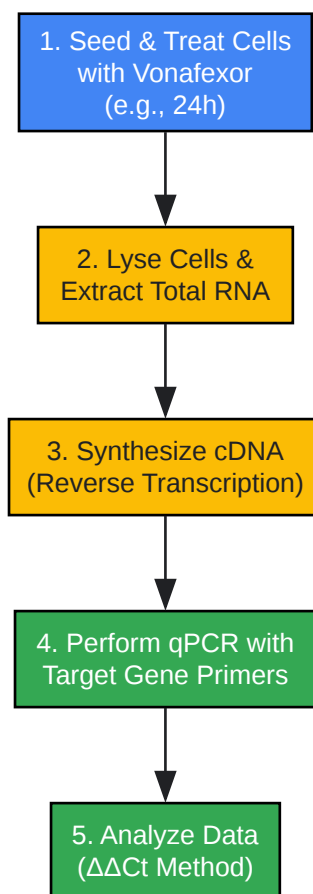 1. Seed & Treat Cells
with Vonafexor
(e.g., 24h)
2. Lyse Cells &
Extract Total RNA
3. Synthesize cDNA
(Reverse Transcription)
4. Perform qPCR with
Target Gene Primers
5. Analyze Data
(ΔΔCt Method)